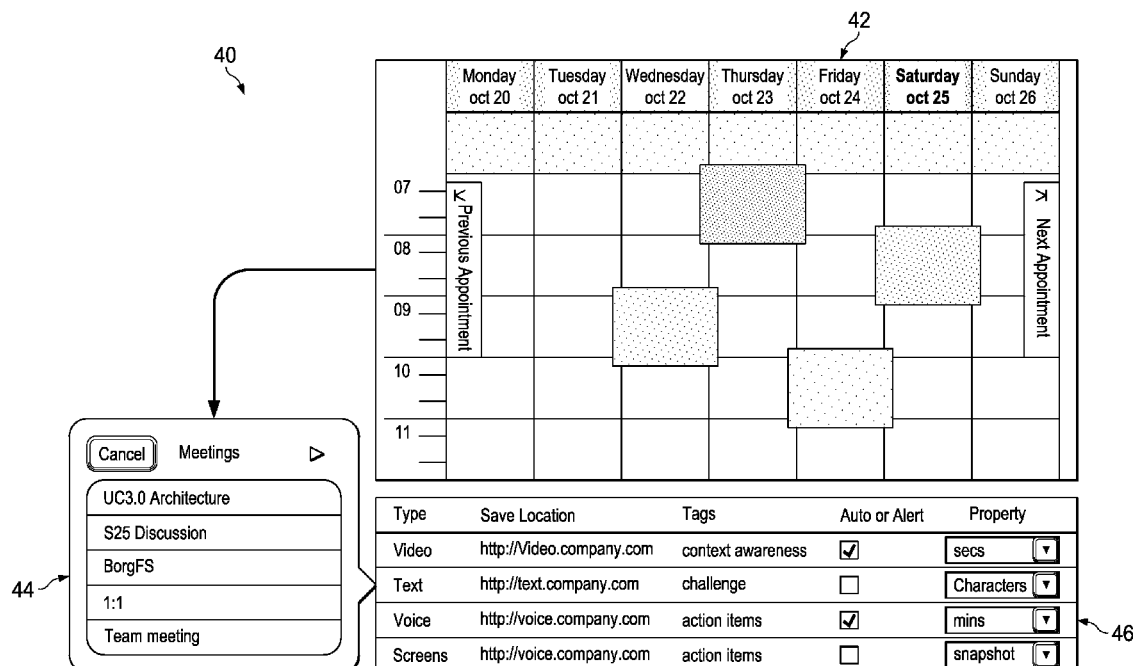 40
42
Monday Tuesday Wednesday Thursday Friday Saturday Sunday
oct 20 oct 21 oct 22 oct 23 oct 24 oct 25 oct 26
07
08
09
10
11
Previous Appointment
Next Appointment
44
Cancel Meetings
UC3.0 Architecture
S25 Discussion
BorgFS
1:1
Team meeting
Type Save Location Tags Auto or Alert Property
Video http://Video.company.com context awareness secs
Text http://text.company.com challenge Characters
Voice http://voice.company.com action items mins
Screens http://voice.company.com action items snapshot
46